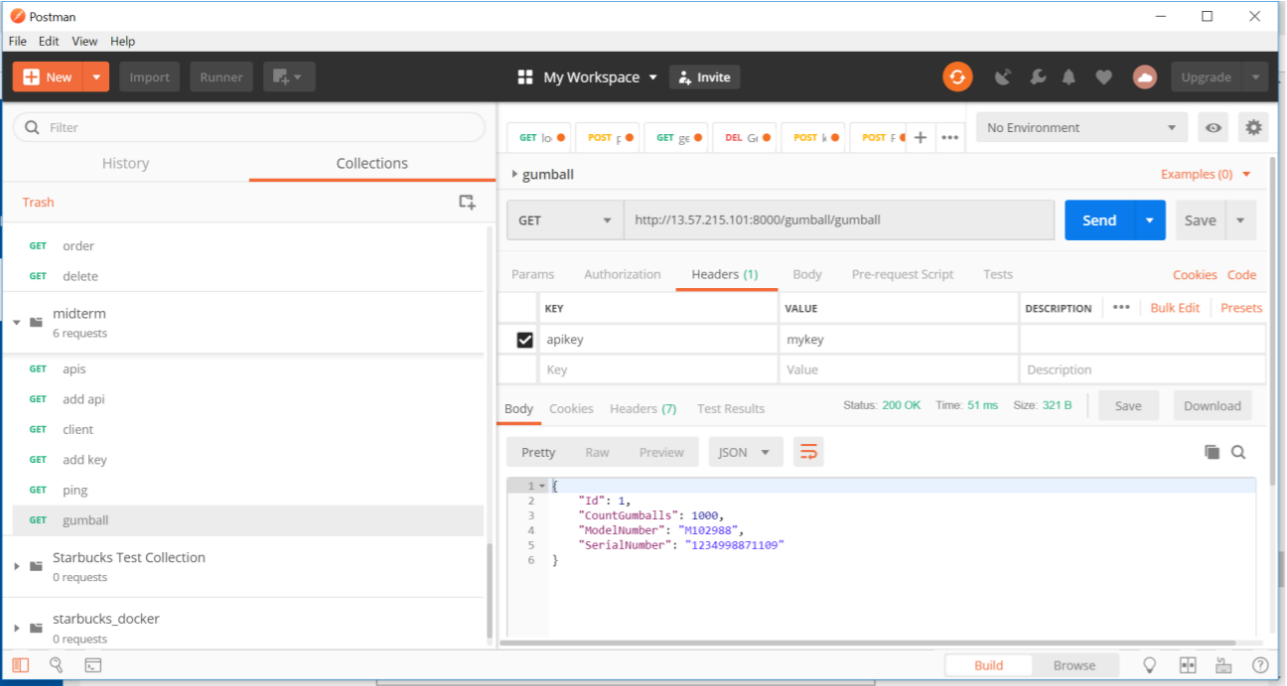 Postman
File Edit View Help
New Import Runner My Workspace Invite Upgrade
Filter
History Collections
Trash
GET order
GET delete
midterm
6 requests
GET apis
GET add api
GET client
GET add key
GET ping
GET gumball
Starbucks Test Collection
0 requests
starbucks_docker
0 requests
GET lo POST GET ge DEL POST POST No Environment
gumball Examples (0)
GET http://13.57.215.101:8000/gumball/gumball Send Save
Params Authorization Headers (1) Body Pre-request Script Tests Cookies Code
KEY VALUE DESCRIPTION Bulk Edit Presets
apikey mykey
Key Value Description
Body Cookies Headers (7) Test Results Status: 200 OK Time: 51 ms Size: 321 B Save Download
Pretty Raw Preview JSON
1 {
2 "Id": 1,
3 "CountGumballs": 1000,
4 "ModelNumber": "M102988",
5 "SerialNumber": "1234998871109"
6 }
Build Browse